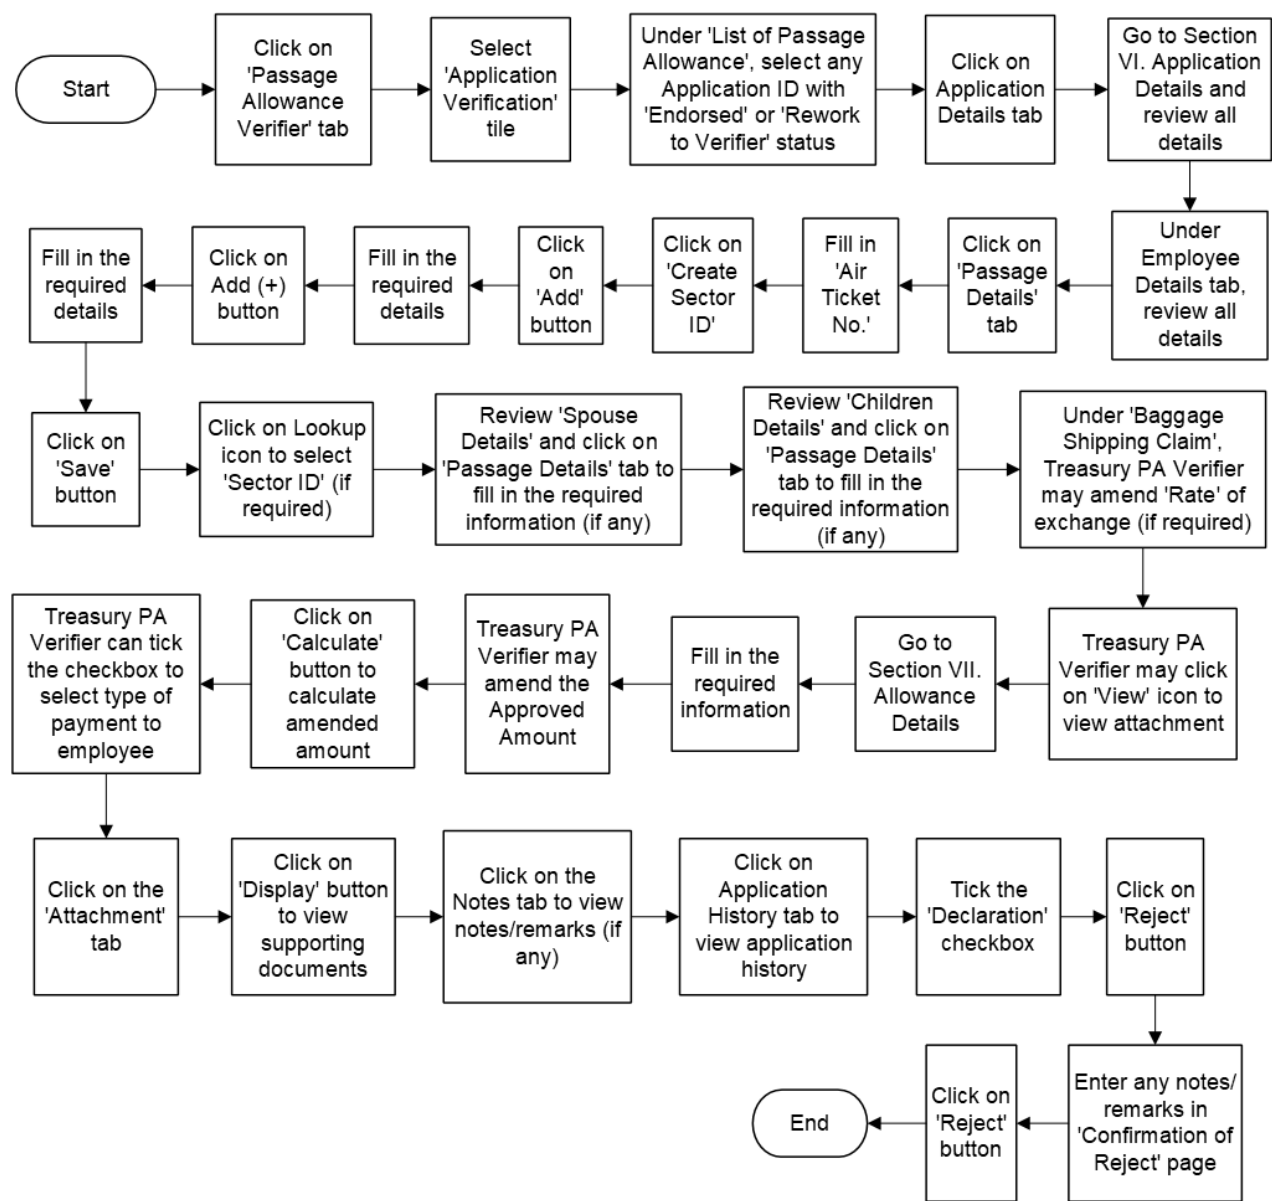 Start
Click on
'Passage
Allowance
Verifier' tab
Select
'Application
Verification'
tile
Under 'List of Passage
Allowance', select any
Application ID with
'Endorsed' or 'Rework
to Verifier' status
Click on
Application
Details tab
Go to Section
VI. Application
Details and
review all
details
Under
Employee
Details tab,
review all
details
Click on
'Passage
Details'
tab
Fill in
'Air
Ticket
No.'
Click on
'Create
Sector
ID'
Click
on
'Add'
button
Fill in the
required
details
Click on
Add (+)
button
Fill in the
required
details
Click on
'Save'
button
Click on Lookup
icon to select
'Sector ID' (if
required)
Review 'Spouse
Details' and click on
'Passage Details' tab to
fill in the required
information (if any)
Review 'Children
Details' and click on
'Passage Details'
tab to fill in the
required information
(if any)
Under 'Baggage
Shipping Claim',
Treasury PA Verifier
may amend 'Rate' of
exchange (if required)
Treasury PA
Verifier may click
on 'View' icon to
view attachment
Go to
Section VII.
Allowance
Details
Fill in the
required
information
Treasury PA
Verifier may
amend the
Approved
Amount
Click on
'Calculate'
button to
calculate
amended
amount
Treasury PA
Verifier can tick
the checkbox to
select type of
payment to
employee
Click on the
'Attachment'
tab
Click on
'Display' button
to view
supporting
documents
Click on the
Notes tab to view
notes/remarks (if
any)
Click on
Application
History tab to
view application
history
Tick the
'Declaration'
checkbox
Click on
'Reject'
button
Enter any notes/
remarks in
'Confirmation of
Reject' page
Click on
'Reject'
button
End